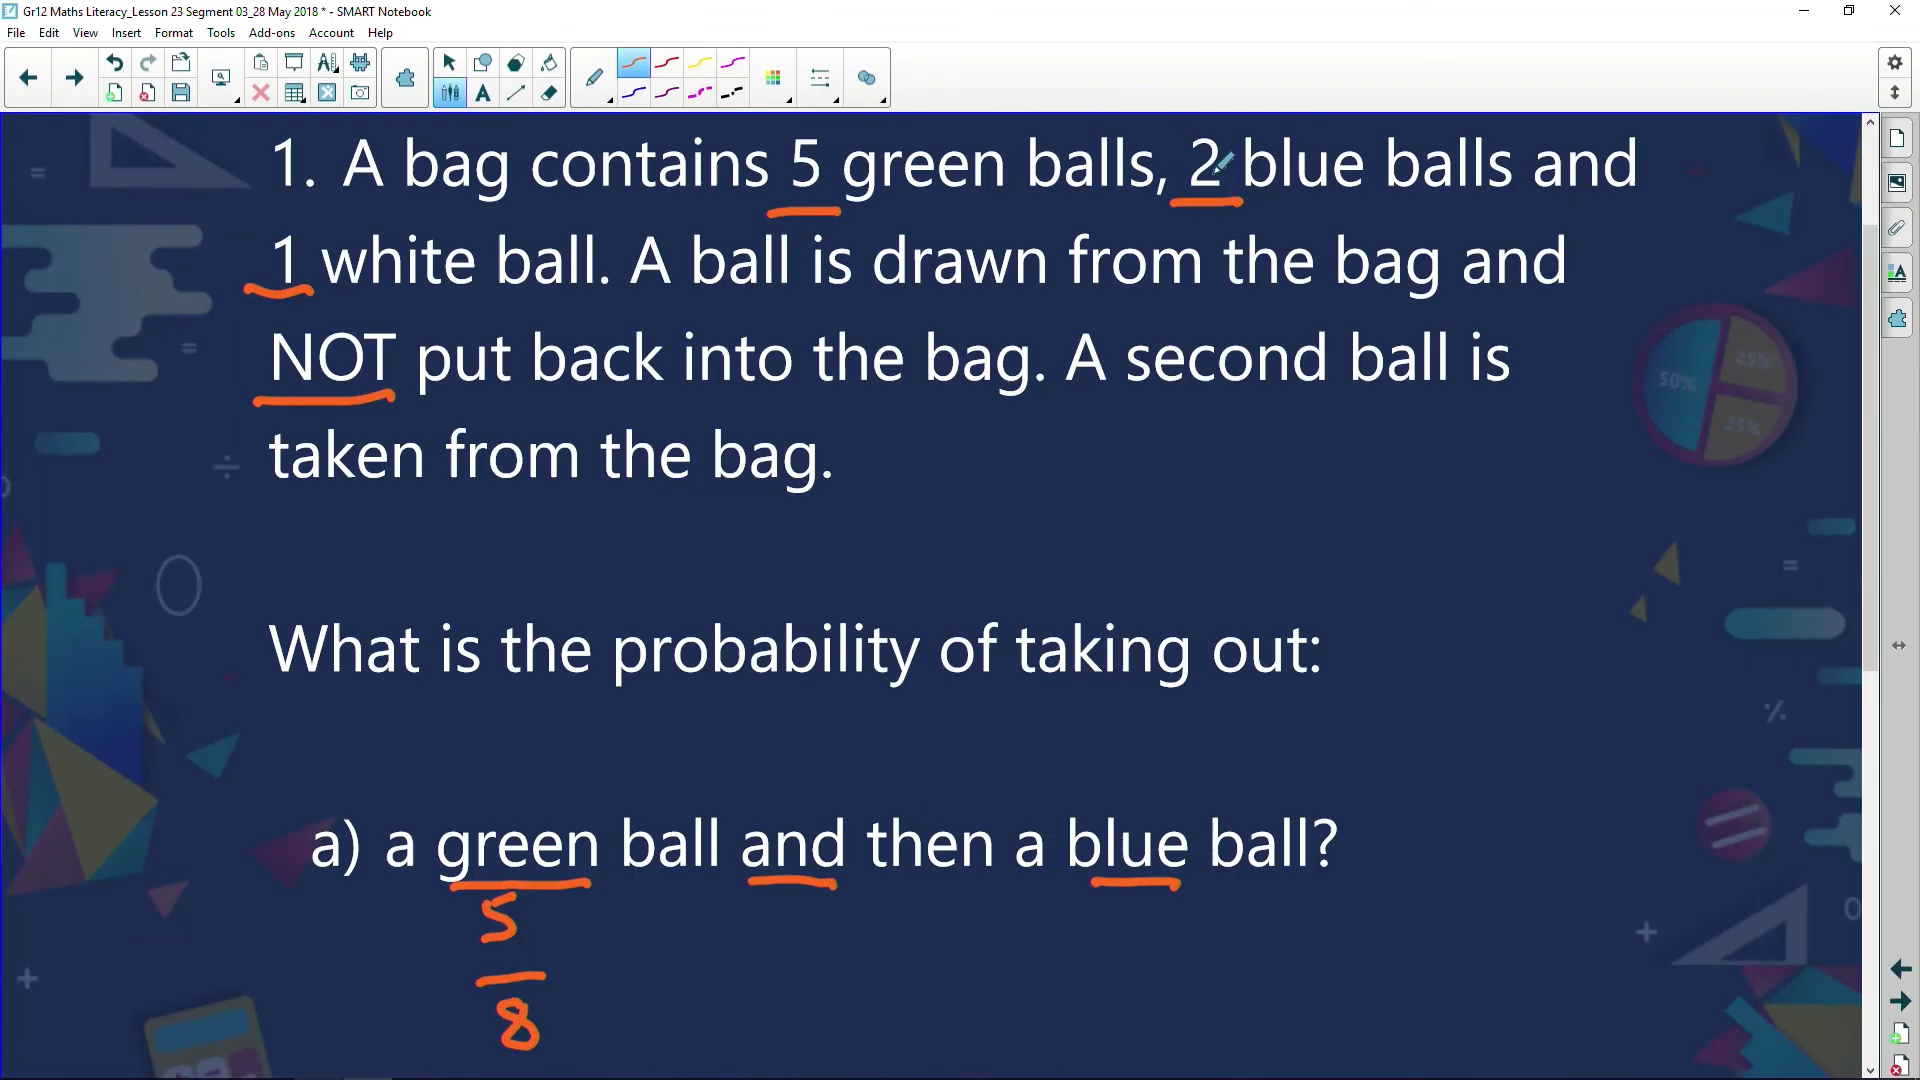 Gr12 Maths Literacy_Lesson 23 Segment 03_28 May 2018 * - SMART Notebook
File Edit View Insert Format Tools Add-ons Account Help
1. A bag contains 5 green balls, 2 blue balls and
1 white ball. A ball is drawn from the bag and
NOT put back into the bag. A second ball is
taken from the bag.
50%
25%
25%
What is the probability of taking out:
a) a green ball and then a blue ball?
5
8